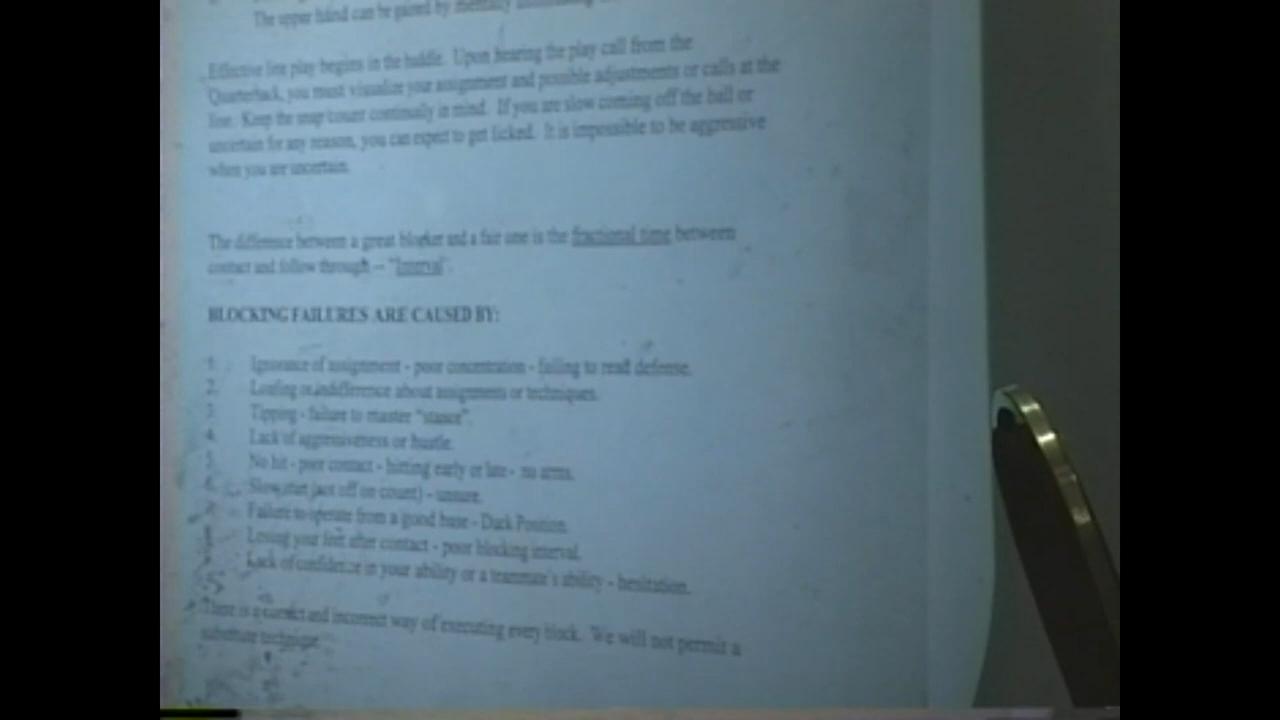 The upper hand can be gained by mentally
Effective line play begins in the huddle. Upon hearing the play call from the
Quarterback, you must visualize your assignment and possible adjustments or calls at the
line. Keep the snap count continually in mind. If you are slow coming off the ball or
uncertain for any reason, you can expect to get licked. It is impossible to be aggressive
when you are uncertain.
The difference between a great blocker and a fair one is the fractional time between
contact and follow through -- "Interval".
BLOCKING FAILURES ARE CAUSED BY:
1. Ignorance of assignment - poor concentration - failing to read defense.
2. Loafing or indifference about assignments or techniques.
3. Tipping - failure to master "stance".
4. Lack of aggressiveness or hustle.
5. No hit - poor contact - hitting early or late - no arms.
6. Slow start (not off on count) - unsure.
7. Failure to operate from a good base - Duck Position.
Losing your feet after contact - poor blocking interval.
Lack of confidence in your ability or a teammate's ability - hesitation.
There is a correct and incorrect way of executing every block. We will not permit a
substitute technique.